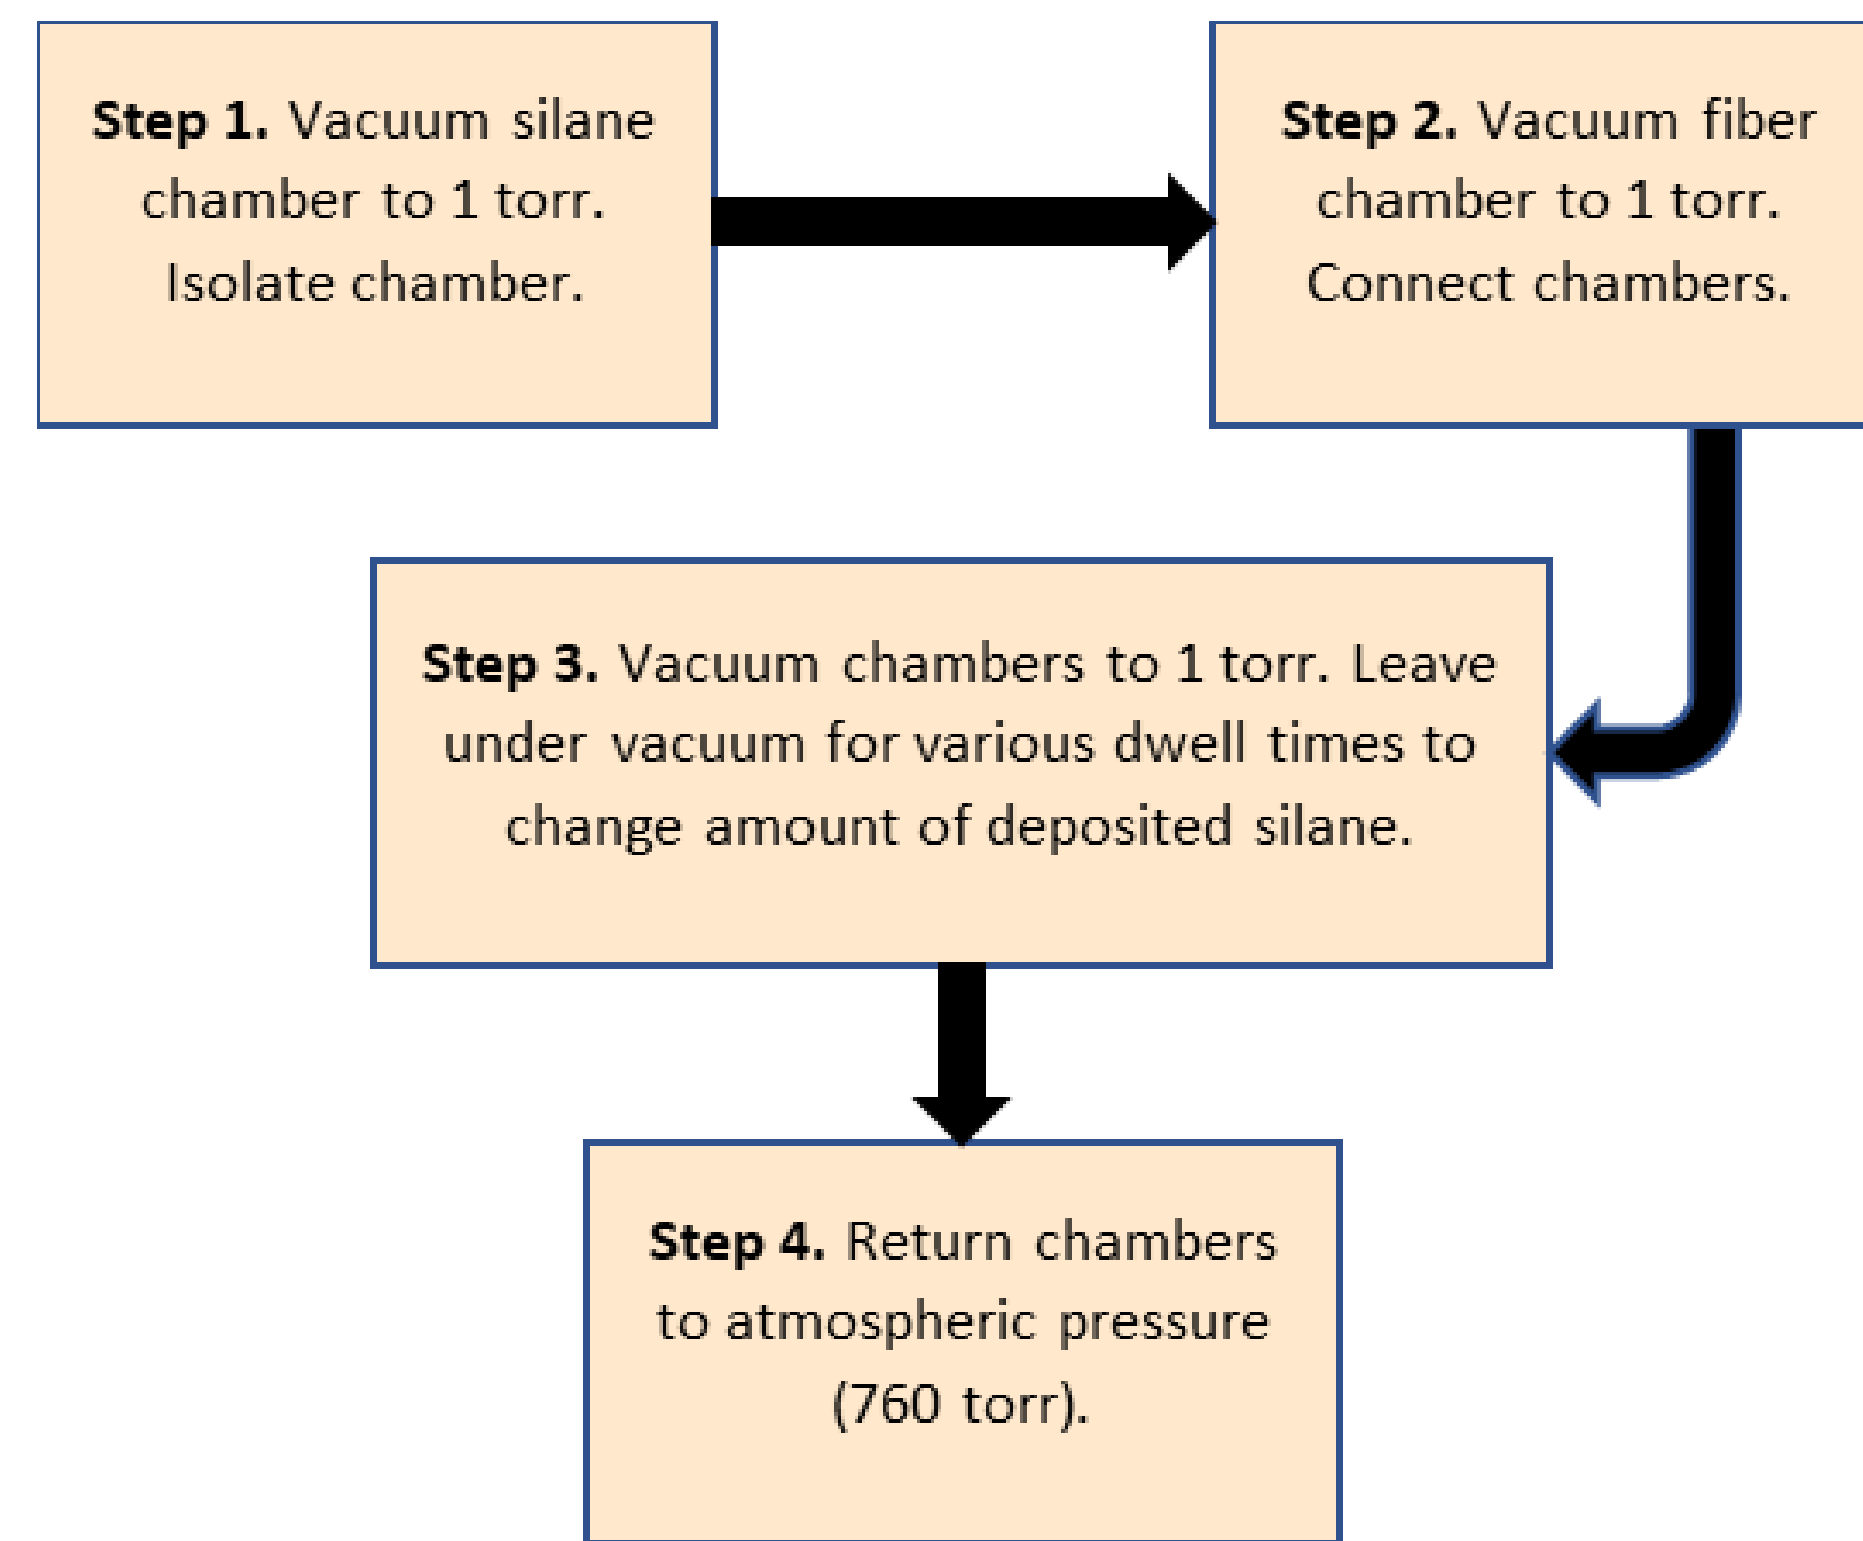 Step 1. Vacuum silane
chamber to 1 torr.
Isolate chamber.
Step 2. Vacuum fiber
chamber to 1 torr.
Connect chambers.
Step 3. Vacuum chambers to 1 torr. Leave
under vacuum for various dwell times to
change amount of deposited silane.
Step 4. Return chambers
to atmospheric pressure
(760 torr).